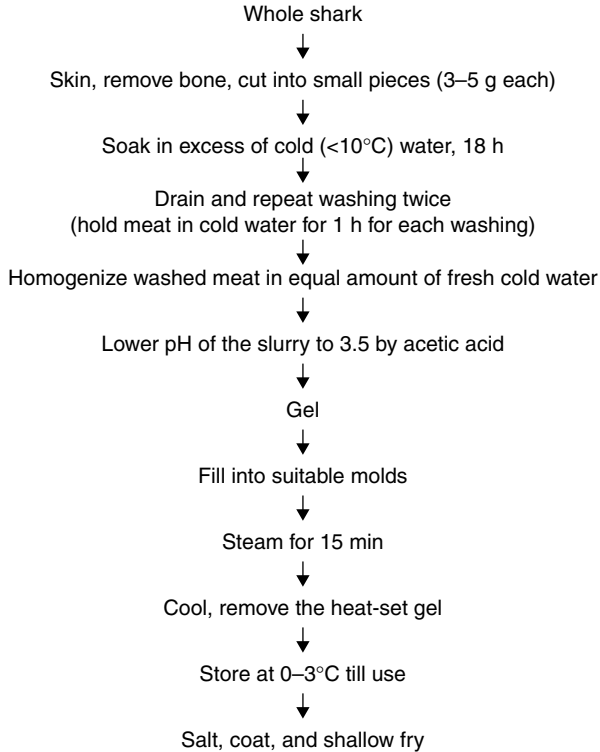 Whole shark
Skin, remove bone, cut into small pieces (3–5 g each)
Soak in excess of cold (<10°C) water, 18 h
Drain and repeat washing twice
(hold meat in cold water for 1 h for each washing)
Homogenize washed meat in equal amount of fresh cold water
Lower pH of the slurry to 3.5 by acetic acid
Gel
Fill into suitable molds
Steam for 15 min
Cool, remove the heat-set gel
Store at 0–3°C till use
Salt, coat, and shallow fry